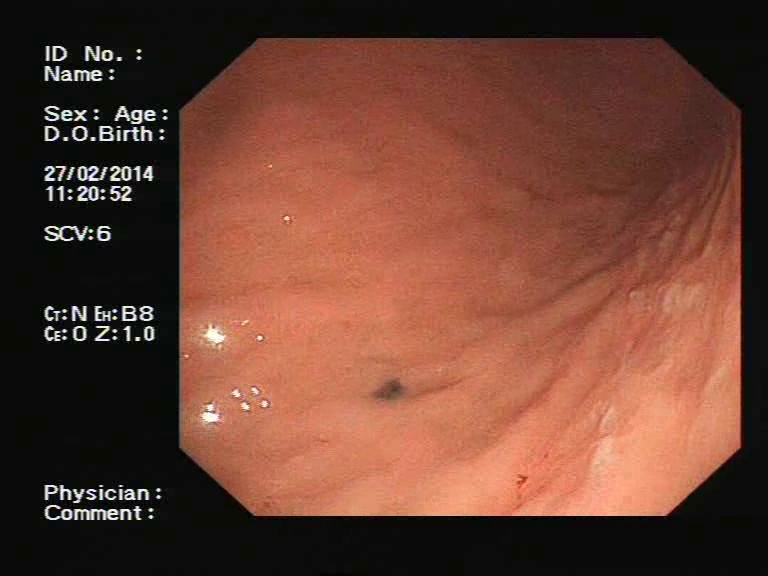 ID No. :
Name:
Sex: Age:
D.O.Birth:
27/02/2014
11:20:52
SCV:6
CT:N EH:B8
CE:0 Z:1.0
Physician:
Comment: